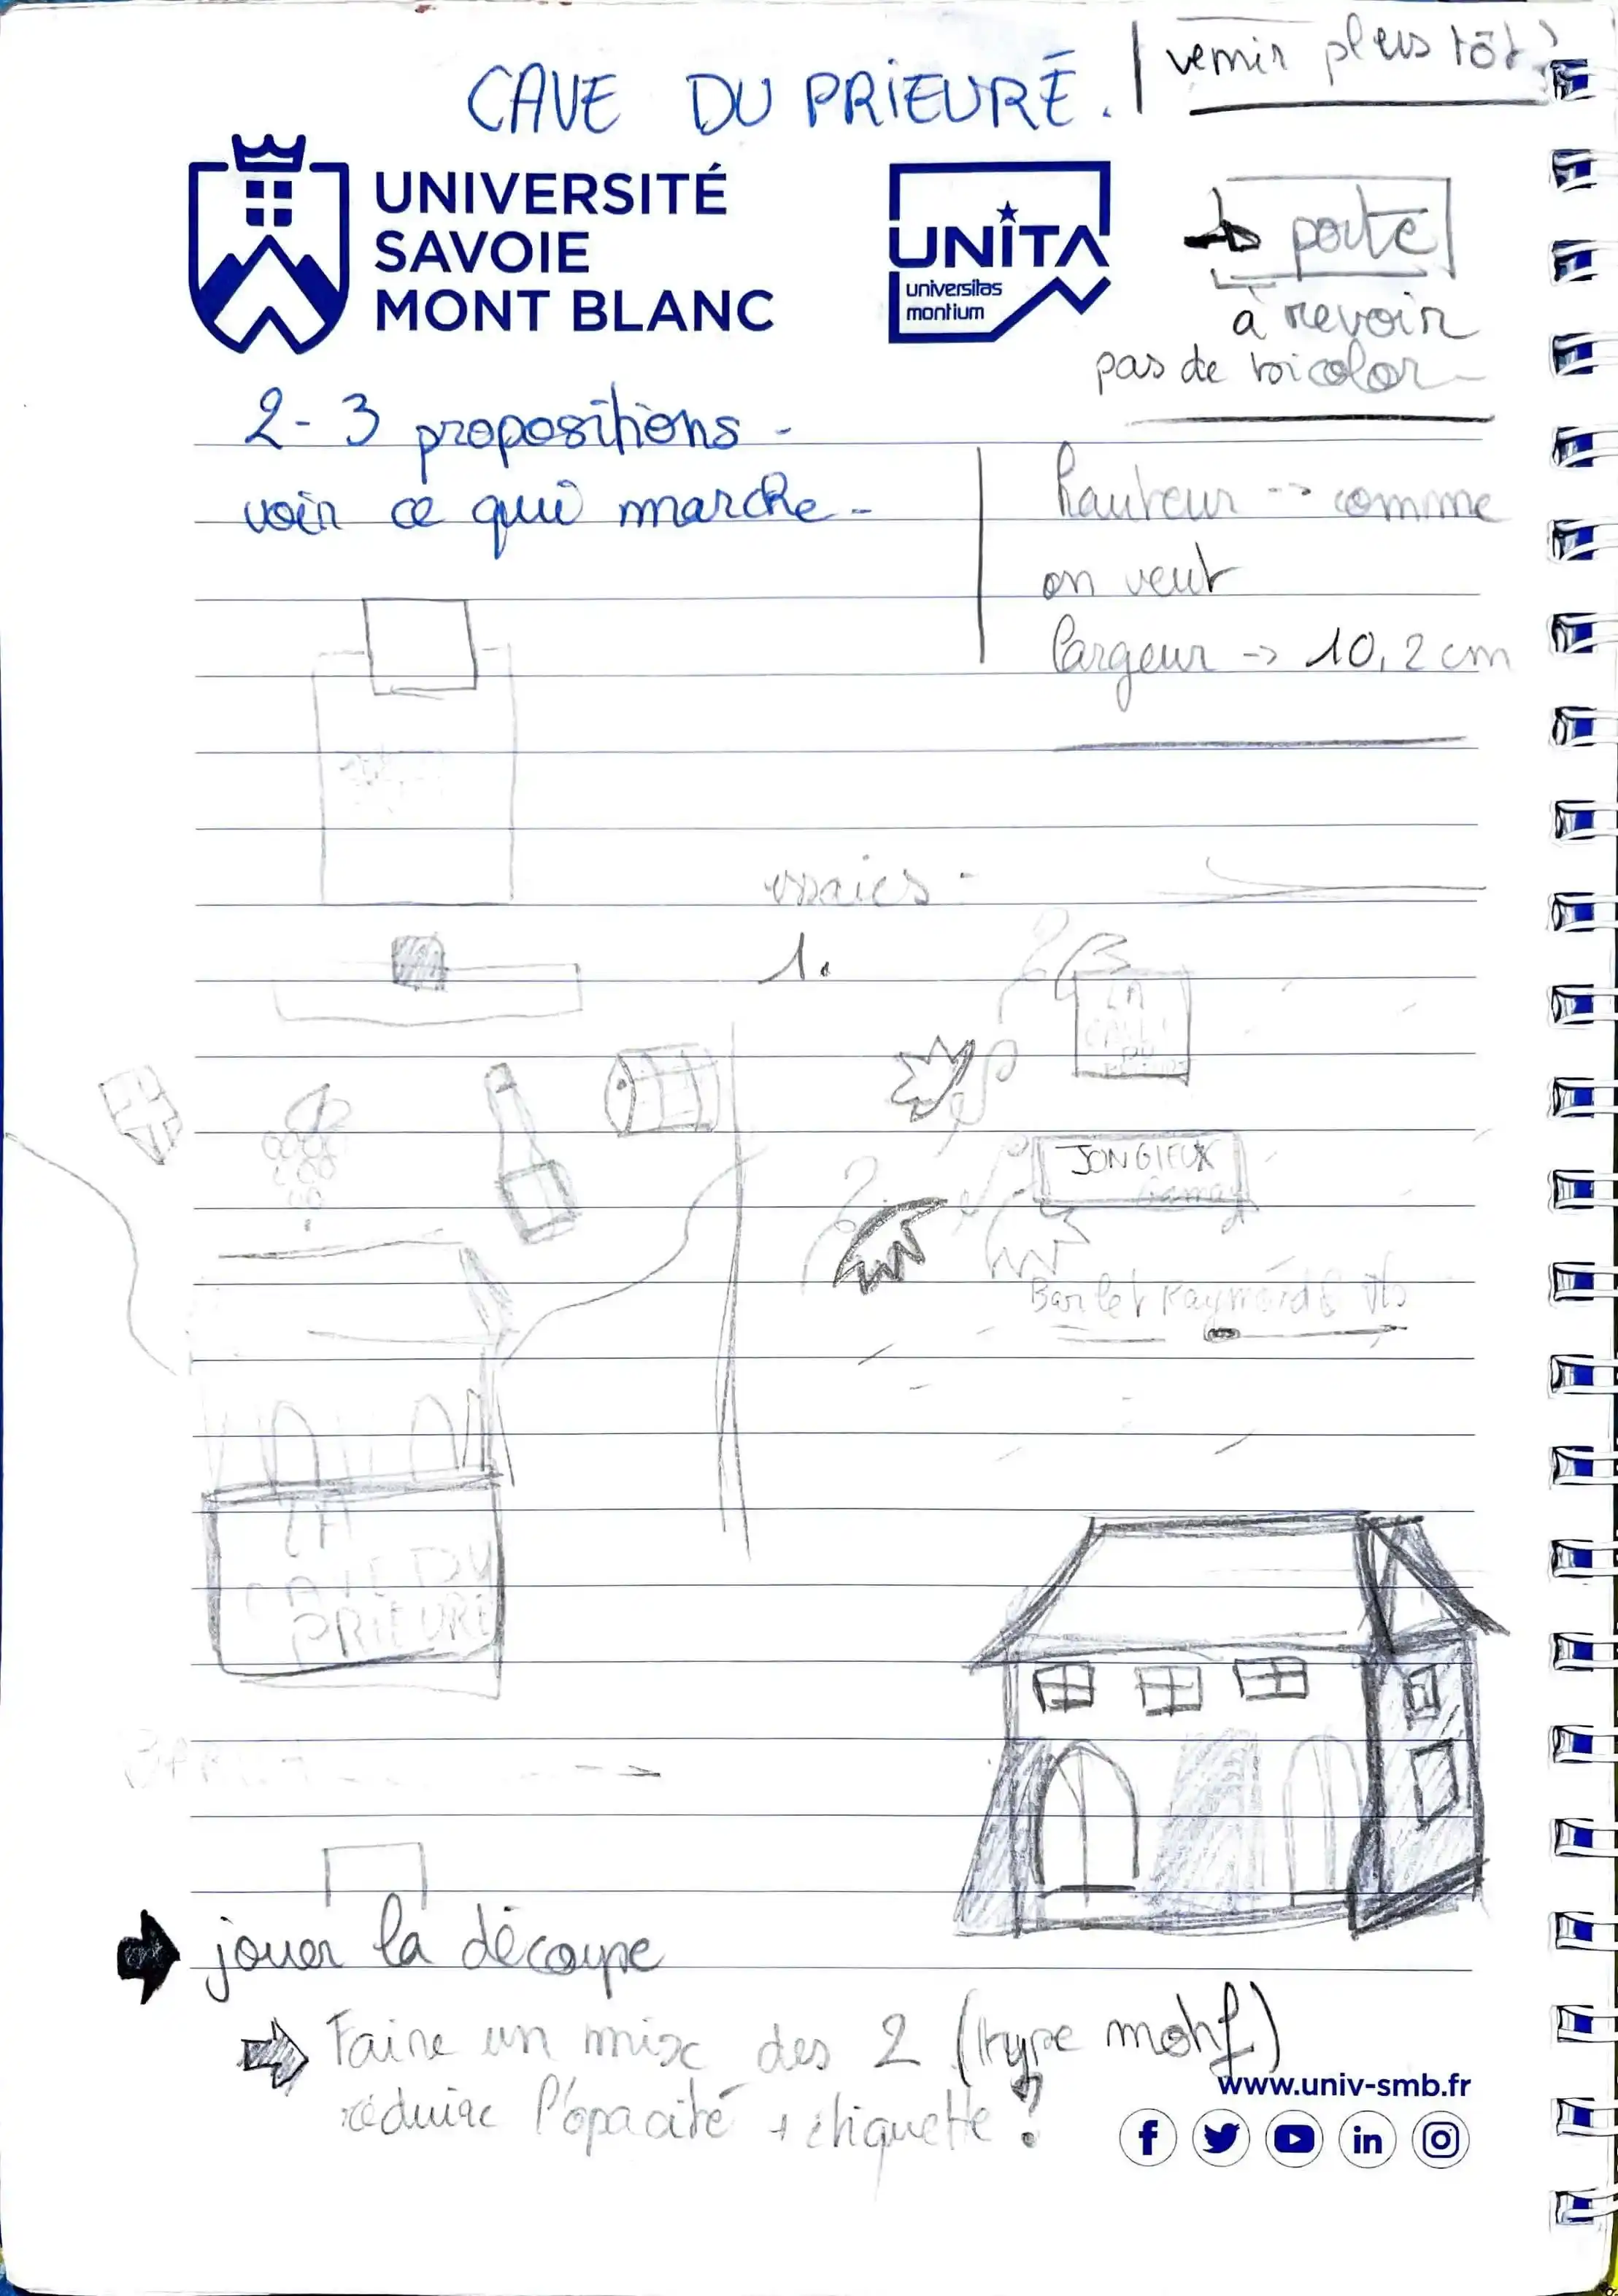 CAVE DU PRIEURÉ.
venir plus tôt
UNIVERSITÉ
SAVOIE
MONT BLANC
UNITA
universitas
montium
porte
à revoir
pas de bicolor
2-3 propositions
voir ce qui marche
hauteur -> comme
on veut
largeur -> 10,2 cm
essaies
1.
2
LA
CAVE
DU
PRIEURÉ
2
JONGIEUX
Gamay
Barlet Raymond & fils
LA
CAVE DU
PRIEURÉ
jouer la découpe
Faire un mix des 2 (type motif)
réduire l'opacité + étiquette ?
www.univ-smb.fr